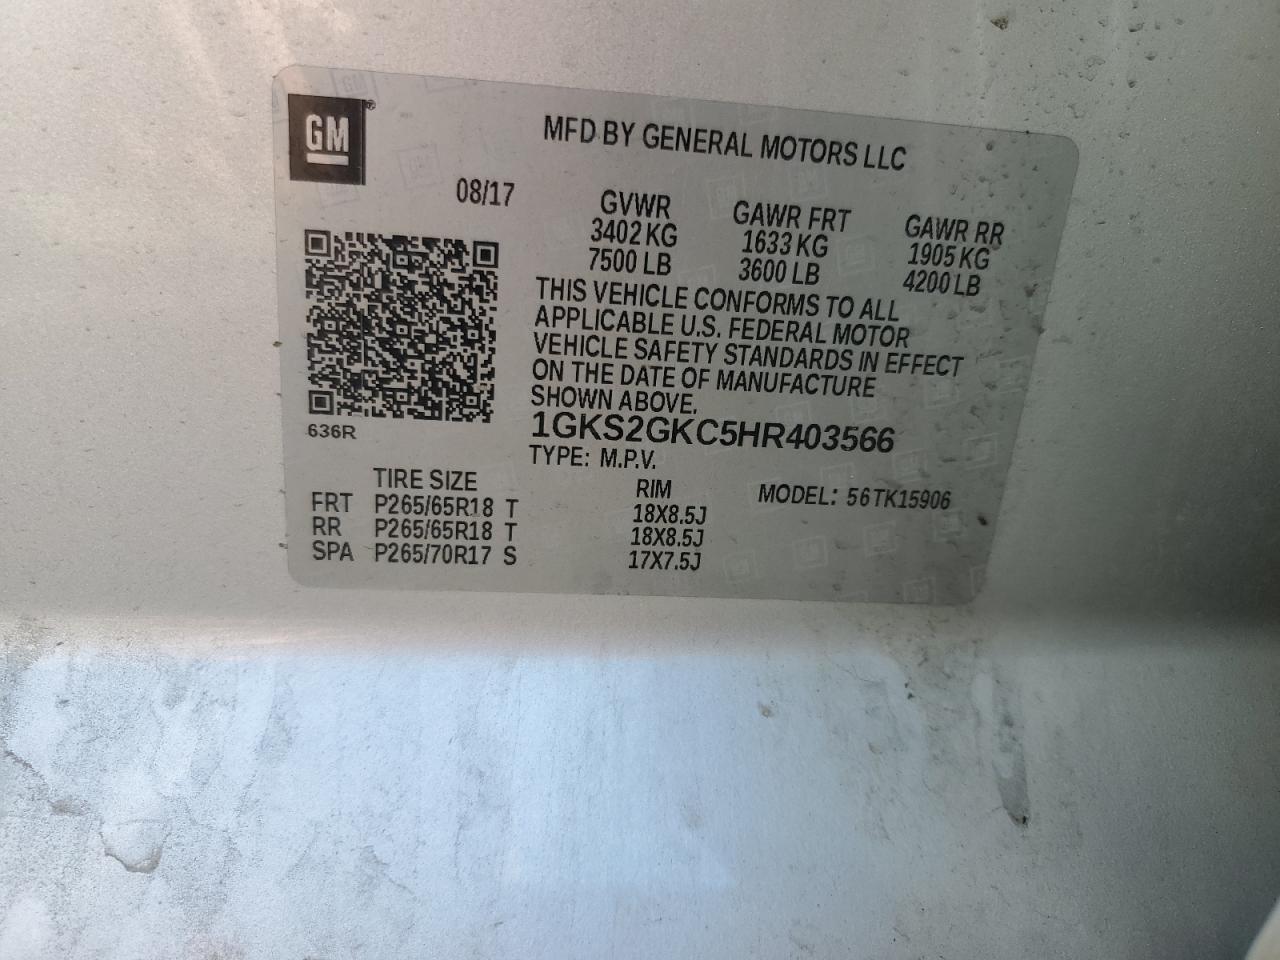 GM®
MFD BY GENERAL MOTORS LLC
08/17
GVWR GAWR FRT GAWR RR
3402 KG 1633 KG 1905 KG
7500 LB 3600 LB 4200 LB
THIS VEHICLE CONFORMS TO ALL
APPLICABLE U.S. FEDERAL MOTOR
VEHICLE SAFETY STANDARDS IN EFFECT
ON THE DATE OF MANUFACTURE
SHOWN ABOVE.
636R
1GKS2GKC5HR403566
TYPE: M.P.V.
TIRE SIZE RIM MODEL: 56TK15906
FRT P265/65R18 T 18X8.5J
RR P265/65R18 T 18X8.5J
SPA P265/70R17 S 17X7.5J